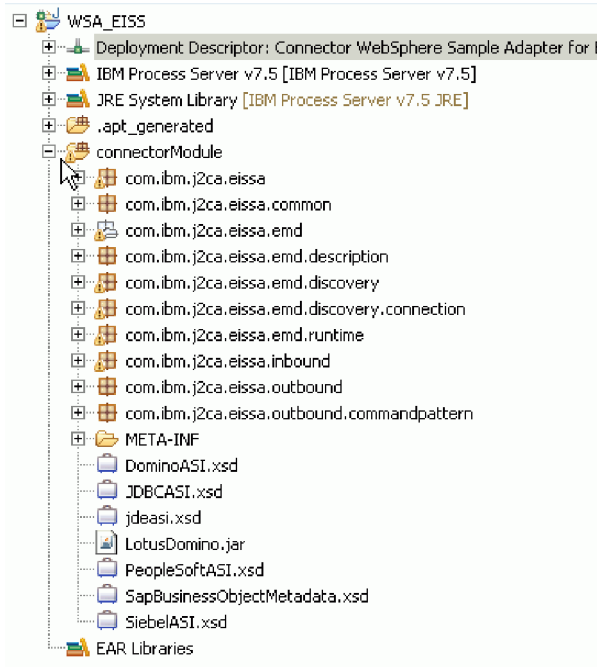 WSA_EISS
Deployment Descriptor: Connector WebSphere Sample Adapter for
IBM Process Server v7.5 [IBM Process Server v7.5]
JRE System Library [IBM Process Server v7.5 JRE]
.apt_generated
connectorModule
com.ibm.j2ca.eissa
com.ibm.j2ca.eissa.common
com.ibm.j2ca.eissa.emd
com.ibm.j2ca.eissa.emd.description
com.ibm.j2ca.eissa.emd.discovery
com.ibm.j2ca.eissa.emd.discovery.connection
com.ibm.j2ca.eissa.emd.runtime
com.ibm.j2ca.eissa.inbound
com.ibm.j2ca.eissa.outbound
com.ibm.j2ca.eissa.outbound.commandpattern
META-INF
DominoASI.xsd
JDBCASI.xsd
jdeasi.xsd
LotusDomino.jar
PeopleSoftASI.xsd
SapBusinessObjectMetadata.xsd
SiebelASI.xsd
EAR Libraries